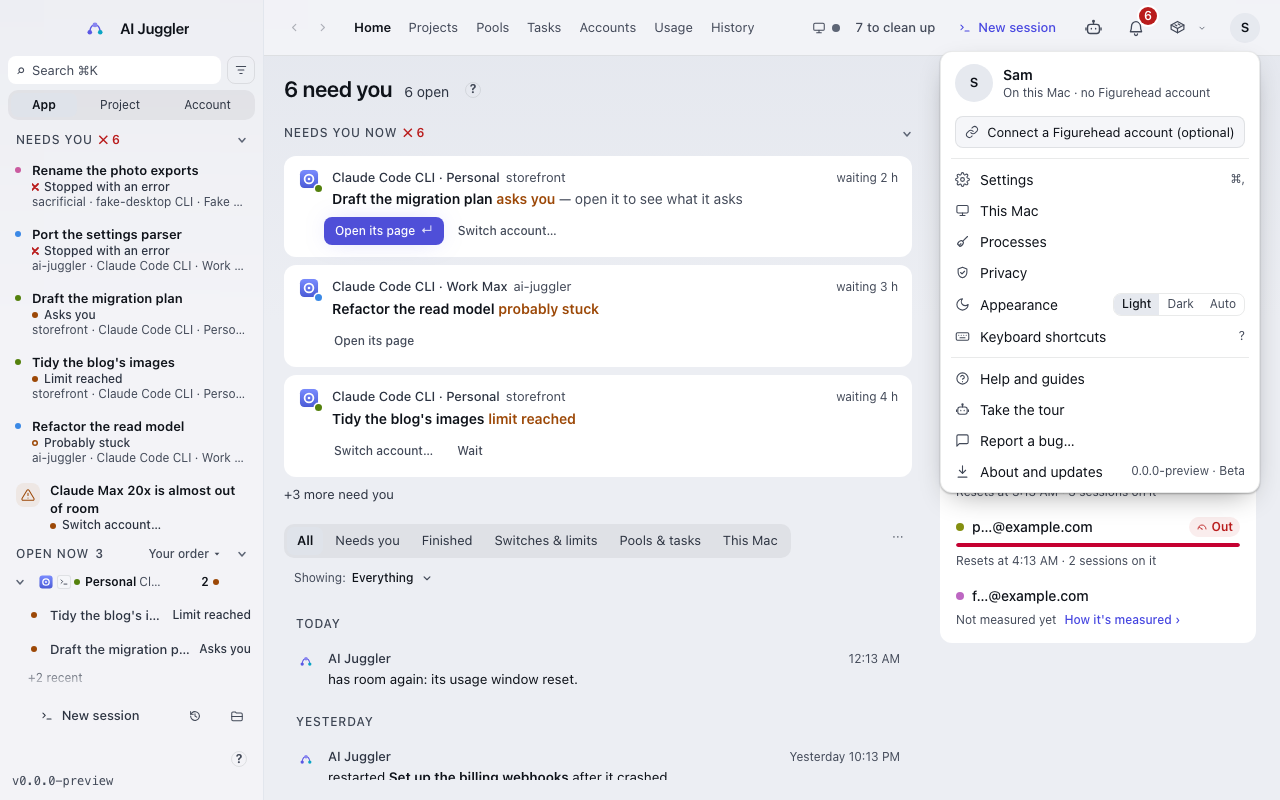 AI Juggler
Search ⌘K
App Project Account
NEEDS YOU 6
Rename the photo exports
Stopped with an error
sacrificial · fake-desktop CLI · Fake ...
Port the settings parser
Stopped with an error
ai-juggler · Claude Code CLI · Work ...
Draft the migration plan
Asks you
storefront · Claude Code CLI · Perso...
Tidy the blog's images
Limit reached
storefront · Claude Code CLI · Perso...
Refactor the read model
Probably stuck
ai-juggler · Claude Code CLI · Work ...
Claude Max 20x is almost out
of room
Switch account...
OPEN NOW 3 Your order
Personal Cl... 2
Tidy the blog's i... Limit reached
Draft the migration p... Asks you
+2 recent
New session
?
v0.0.0-preview
Home Projects Pools Tasks Accounts Usage History
7 to clean up
New session
6
S
6 need you 6 open ?
NEEDS YOU NOW 6
Claude Code CLI · Personal storefront waiting 2 h
Draft the migration plan asks you — open it to see what it asks
Open its page ↵ Switch account...
Claude Code CLI · Work Max ai-juggler waiting 3 h
Refactor the read model probably stuck
Open its page
Claude Code CLI · Personal storefront waiting 4 h
Tidy the blog's images limit reached
Switch account... Wait
+3 more need you
All Needs you Finished Switches & limits Pools & tasks This Mac ...
Showing: Everything
TODAY
AI Juggler 12:13 AM
has room again: its usage window reset.
YESTERDAY
AI Juggler Yesterday 10:13 PM
restarted Set up the billing webhooks after it crashed
S
Sam
On this Mac · no Figurehead account
Connect a Figurehead account (optional)
Settings ⌘,
This Mac
Processes
Privacy
Appearance Light Dark Auto
Keyboard shortcuts ?
Help and guides
Take the tour
Report a bug...
About and updates 0.0.0-preview · Beta
p...@example.com Out
Resets at 4:13 AM · 2 sessions on it
f...@example.com
Not measured yet How it's measured ›